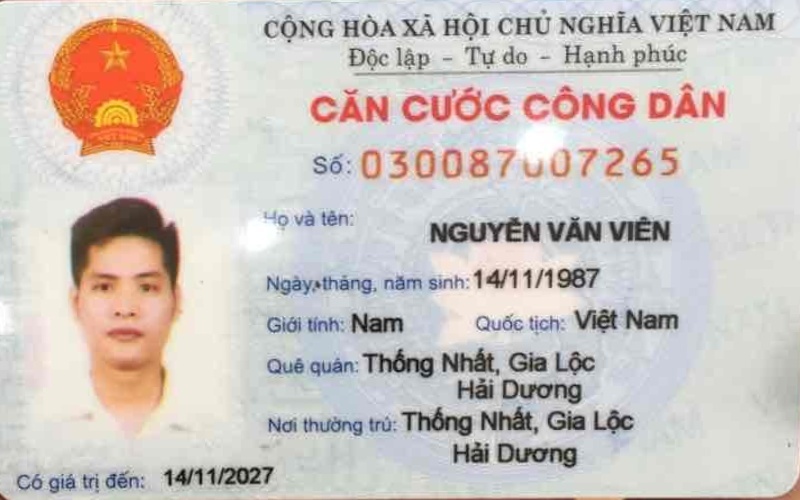 CỘNG HÒA XÃ HỘI CHỦ NGHĨA VIỆT NAM
Độc lập - Tự do - Hạnh phúc
CĂN CƯỚC CÔNG DÂN
Số: 030087007265
Họ và tên:
NGUYỄN VĂN VIÊN
Ngày, tháng, năm sinh: 14/11/1987
Giới tính: Nam Quốc tịch: Việt Nam
Quê quán: Thống Nhất, Gia Lộc
Hải Dương
Nơi thường trú: Thống Nhất, Gia Lộc
Hải Dương
Có giá trị đến: 14/11/2027